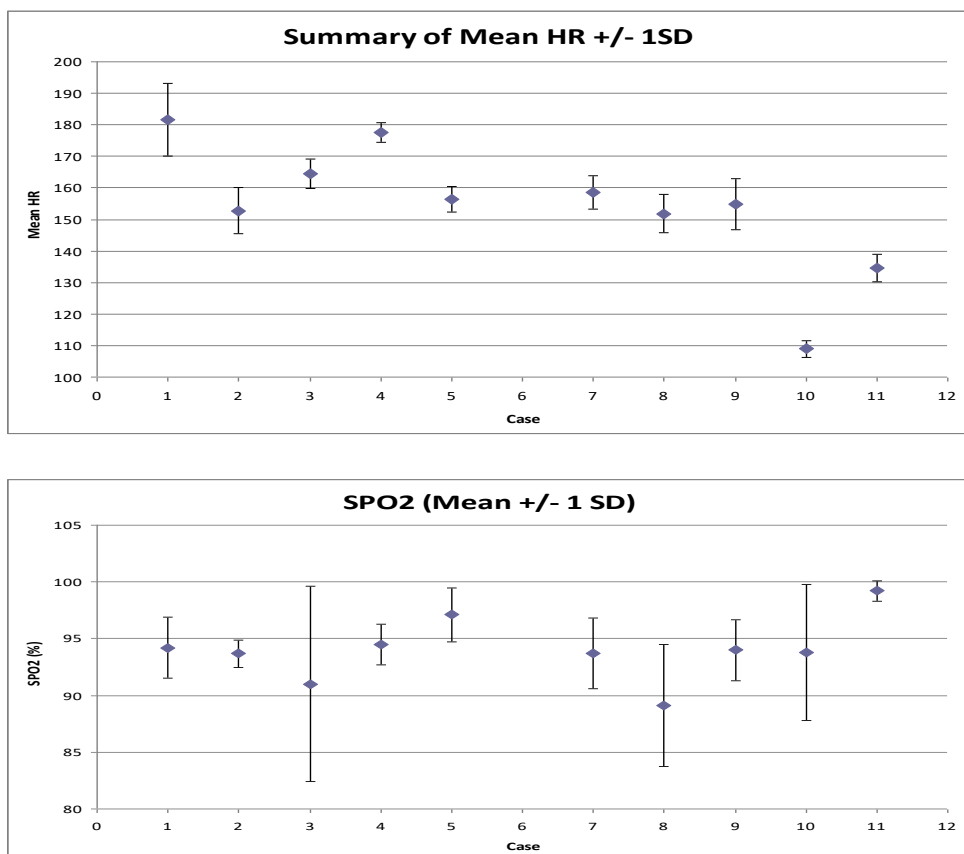 Summary of Mean HR +/- 1SD
200
190
180
170
160
150
140
130
120
110
100
Mean HR
0 1 2 3 4 5 6 7 8 9 10 11 12
Case
SPO2 (Mean +/- 1 SD)
105
100
95
90
85
80
SPO2 (%)
0 1 2 3 4 5 6 7 8 9 10 11 12
Case